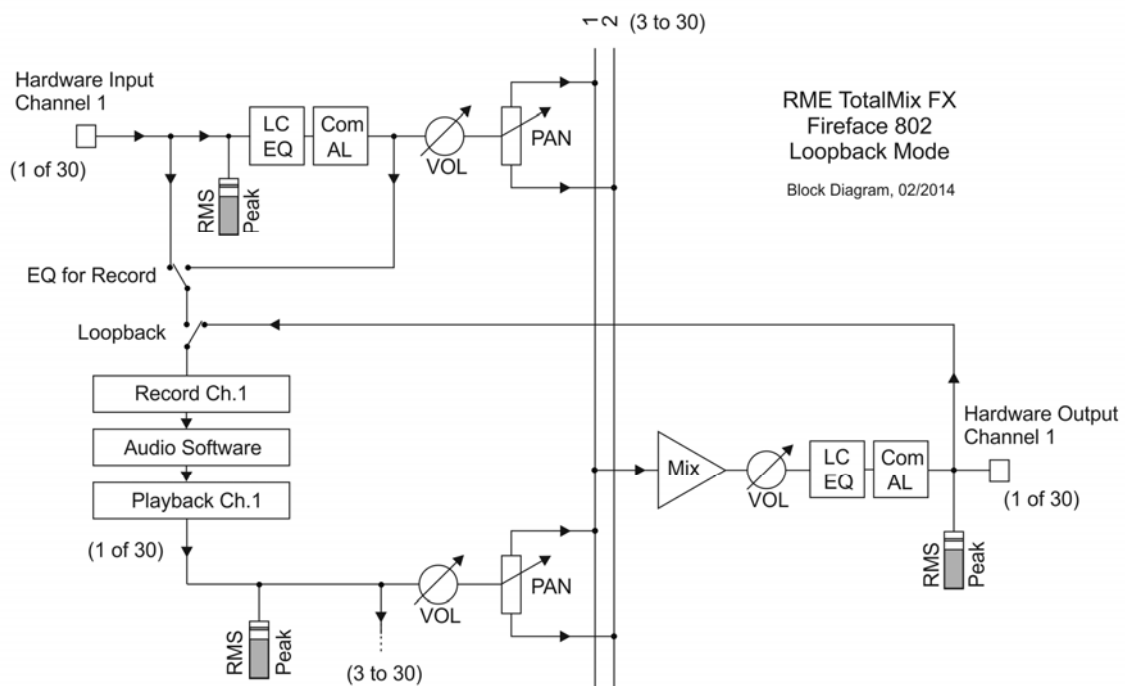 1
2
(3 to 30)
Hardware Input
Channel 1
(1 of 30)
LC
EQ
Com
AL
VOL
PAN
RMS
Peak
RME TotalMix FX
Fireface 802
Loopback Mode
Block Diagram, 02/2014
EQ for Record
Loopback
Record Ch.1
Audio Software
Playback Ch.1
(1 of 30)
VOL
PAN
RMS
Peak
(3 to 30)
Mix
VOL
LC
EQ
Com
AL
Hardware Output
Channel 1
(1 of 30)
RMS
Peak